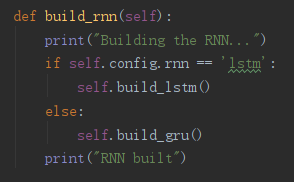 def build_rnn(self):
    print("Building the RNN...")
    if self.config.rnn == 'lstm':
        self.build_lstm()
    else:
        self.build_gru()
    print("RNN built")